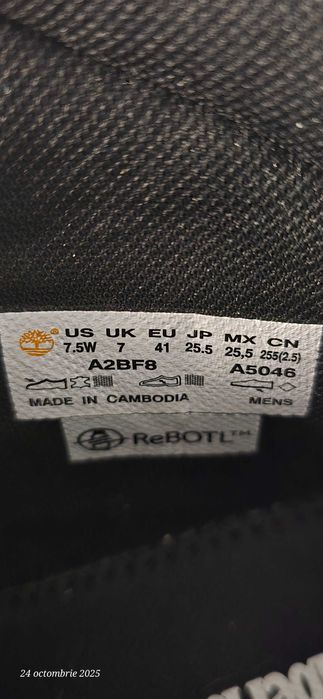 US UK EU JP MX CN
7.5W 7 41 25.5 25,5 255(2.5)
A2BF8 A5046
MADE IN CAMBODIA MENS
ReBOTL™
24 octombrie 2025